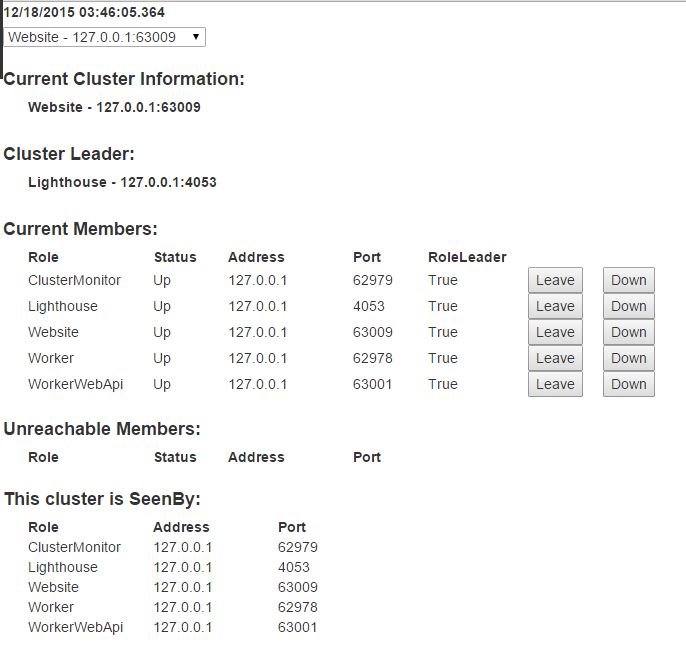 12/18/2015 03:46:05.364
Website - 127.0.0.1:63009
Current Cluster Information:
Website - 127.0.0.1:63009
Cluster Leader:
Lighthouse - 127.0.0.1:4053
Current Members:
Role Status Address Port RoleLeader
ClusterMonitor Up 127.0.0.1 62979 True Leave Down
Lighthouse Up 127.0.0.1 4053 True Leave Down
Website Up 127.0.0.1 63009 True Leave Down
Worker Up 127.0.0.1 62978 True Leave Down
WorkerWebApi Up 127.0.0.1 63001 True Leave Down
Unreachable Members:
Role Status Address Port
This cluster is SeenBy:
Role Address Port
ClusterMonitor 127.0.0.1 62979
Lighthouse 127.0.0.1 4053
Website 127.0.0.1 63009
Worker 127.0.0.1 62978
WorkerWebApi 127.0.0.1 63001